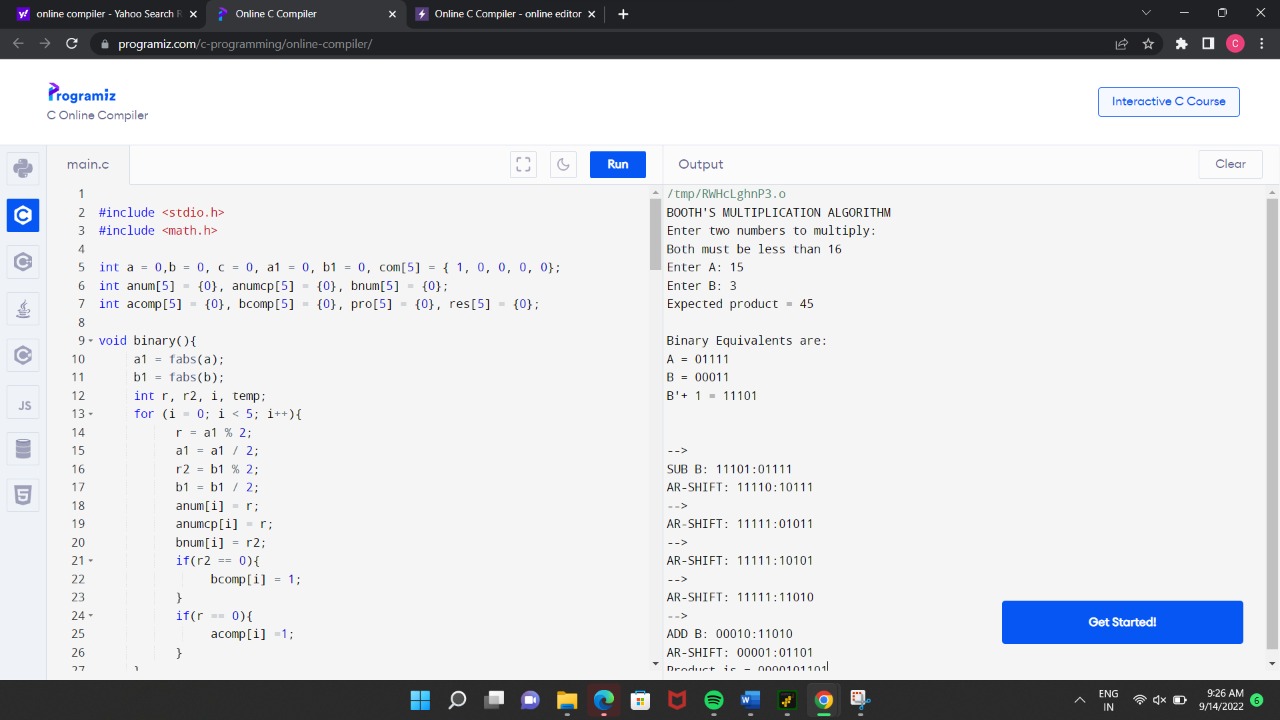 online compiler - Yahoo Search R
Online C Compiler
Online C Compiler - online editor
programiz.com/c-programming/online-compiler/
C
Programiz
C Online Compiler
Interactive C Course
main.c
Run
Output
Clear
JS
1
2 #include <stdio.h>
3 #include <math.h>
4
5 int a = 0,b = 0, c = 0, a1 = 0, b1 = 0, com[5] = { 1, 0, 0, 0, 0};
6 int anum[5] = {0}, anumcp[5] = {0}, bnum[5] = {0};
7 int acomp[5] = {0}, bcomp[5] = {0}, pro[5] = {0}, res[5] = {0};
8
9 void binary(){
10 a1 = fabs(a);
11 b1 = fabs(b);
12 int r, r2, i, temp;
13 for (i = 0; i < 5; i++){
14 r = a1 % 2;
15 a1 = a1 / 2;
16 r2 = b1 % 2;
17 b1 = b1 / 2;
18 anum[i] = r;
19 anumcp[i] = r;
20 bnum[i] = r2;
21 if(r2 == 0){
22 bcomp[i] = 1;
23 }
24 if(r == 0){
25 acomp[i] =1;
26 }
27 }
/tmp/RWHcLghnP3.o
BOOTH'S MULTIPLICATION ALGORITHM
Enter two numbers to multiply:
Both must be less than 16
Enter A: 15
Enter B: 3
Expected product = 45
Binary Equivalents are:
A = 01111
B = 00011
B'+ 1 = 11101
-->
SUB B: 11101:01111
AR-SHIFT: 11110:10111
-->
AR-SHIFT: 11111:01011
-->
AR-SHIFT: 11111:10101
-->
AR-SHIFT: 11111:11010
-->
ADD B: 00010:11010
AR-SHIFT: 00001:01101
Product is = 0000101101
Get Started!
ENG
IN
9:26 AM
9/14/2022
6